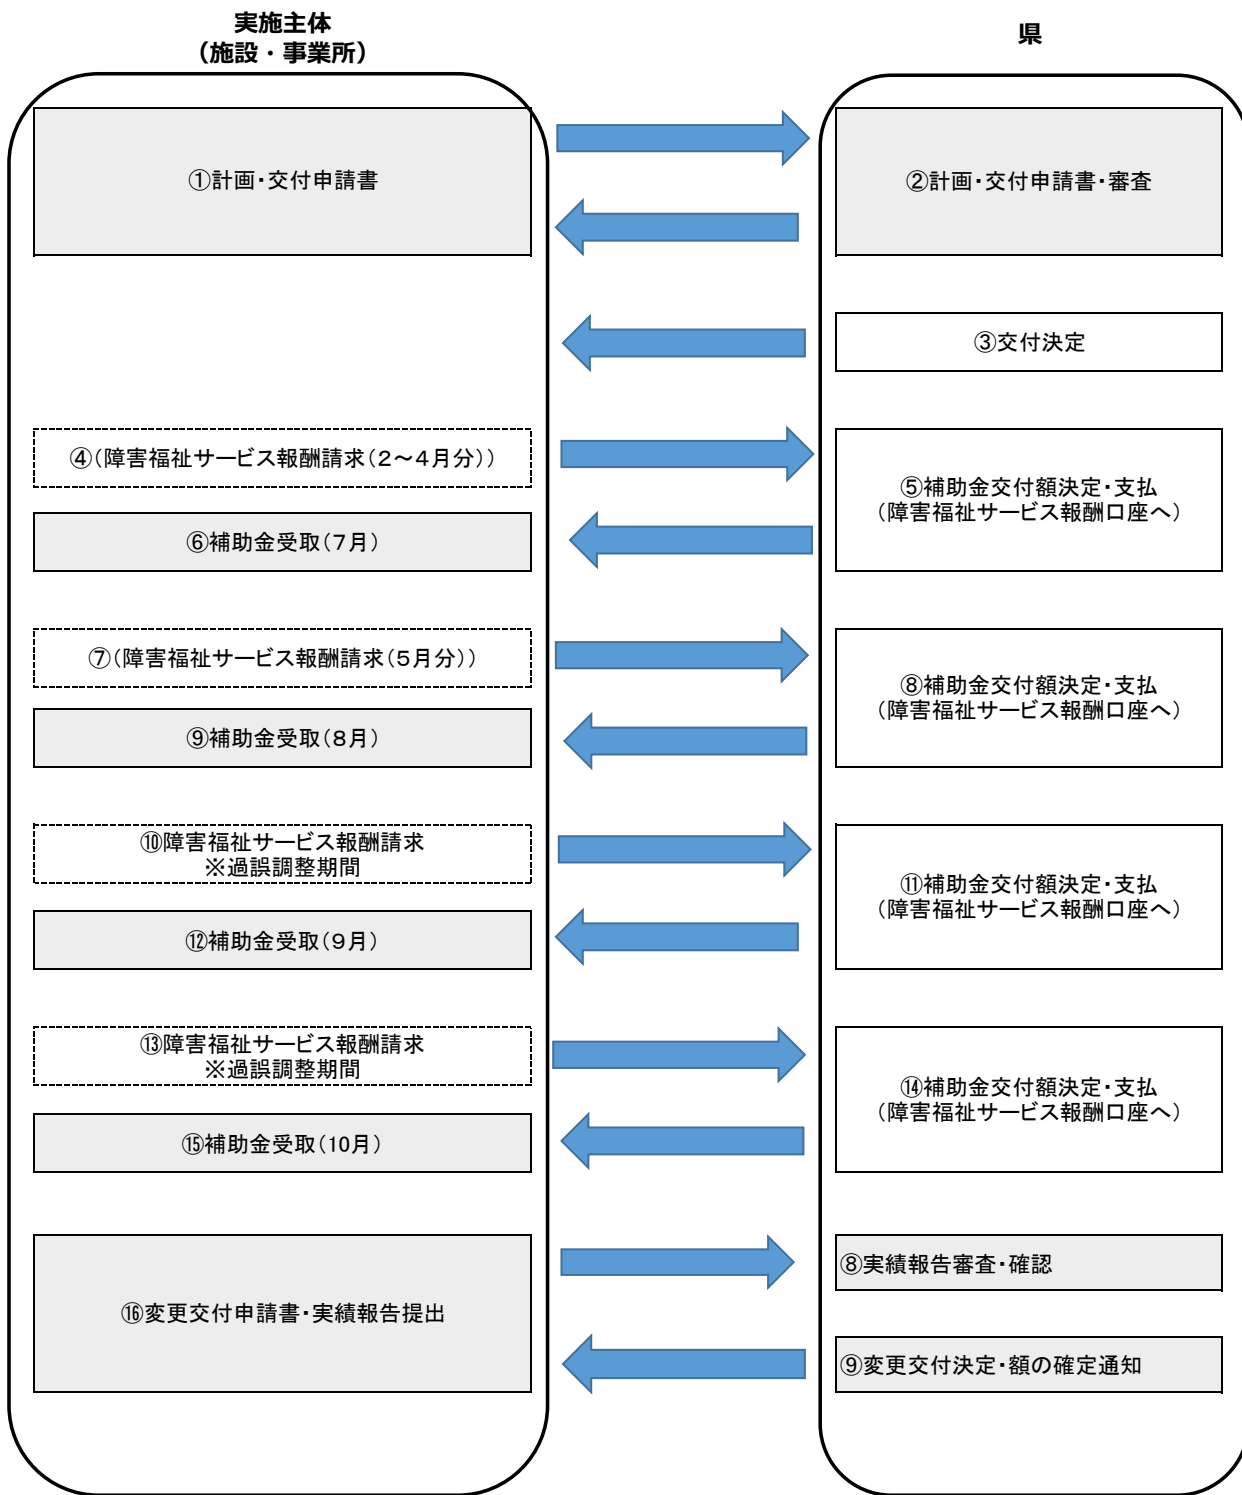 実施主体
（施設・事業所）
県
①計画・交付申請書
②計画・交付申請書・審査
③交付決定
④（障害福祉サービス報酬請求（２～４月分））
⑤補助金交付額決定・支払
（障害福祉サービス報酬口座へ）
⑥補助金受取（７月）
⑦（障害福祉サービス報酬請求（５月分））
⑧補助金交付額決定・支払
（障害福祉サービス報酬口座へ）
⑨補助金受取（８月）
⑩障害福祉サービス報酬請求
※過誤調整期間
⑪補助金交付額決定・支払
（障害福祉サービス報酬口座へ）
⑫補助金受取（９月）
⑬障害福祉サービス報酬請求
※過誤調整期間
⑭補助金交付額決定・支払
（障害福祉サービス報酬口座へ）
⑮補助金受取（10月）
⑧実績報告審査・確認
⑯変更交付申請書・実績報告提出
⑨変更交付決定・額の確定通知